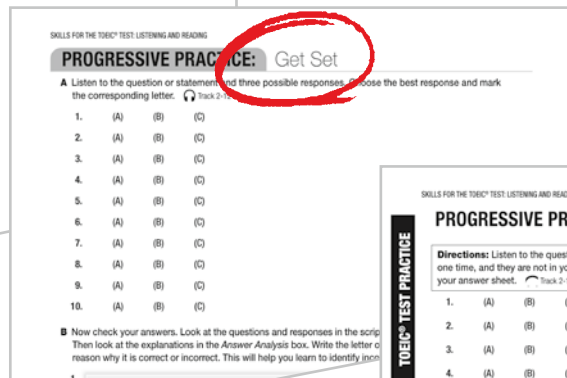 SKILLS FOR THE TOEIC® TEST: LISTENING AND READING
PROGRESSIVE PRACTICE: Get Set
A Listen to the question or statement and three possible responses. Choose the best response and mark
the corresponding letter. Track 2-
1. (A) (B) (C)
2. (A) (B) (C)
3. (A) (B) (C)
4. (A) (B) (C)
5. (A) (B) (C)
6. (A) (B) (C)
7. (A) (B) (C)
8. (A) (B) (C)
9. (A) (B) (C)
10. (A) (B) (C)
B Now check your answers. Look at the questions and responses in the scrip
Then look at the explanations in the Answer Analysis box. Write the letter o
reason why it is correct or incorrect. This will help you learn to identify inco
1.
SKILLS FOR THE TOEIC® TEST: LISTENING AND READ
PROGRESSIVE PR
TOEIC® TEST PRACTICE
Directions: Listen to the quest
one time, and they are not in yo
your answer sheet. Track 2-1
1. (A) (B) (
2. (A) (B) (
3. (A) (B) (
4. (A) (B) (